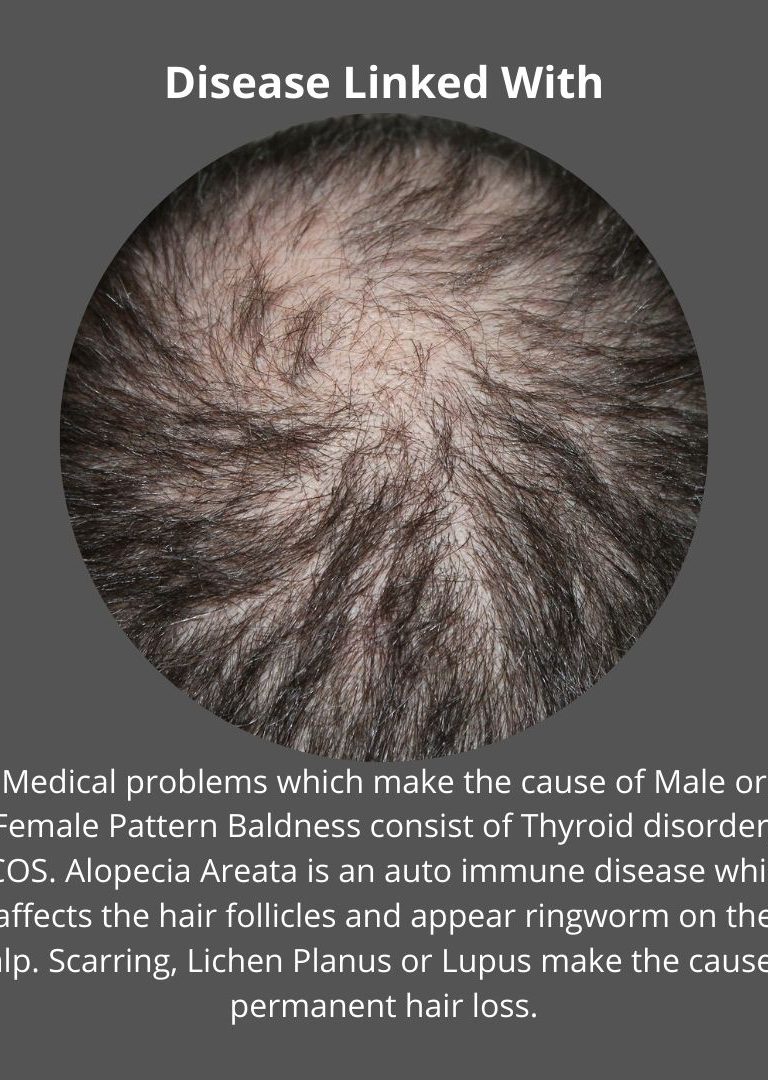 Disease Linked With
Medical problems which make the cause of Male or
Female Pattern Baldness consist of Thyroid disorder
COS. Alopecia Areata is an auto immune disease whi
affects the hair follicles and appear ringworm on the
alp. Scarring, Lichen Planus or Lupus make the cause
permanent hair loss.